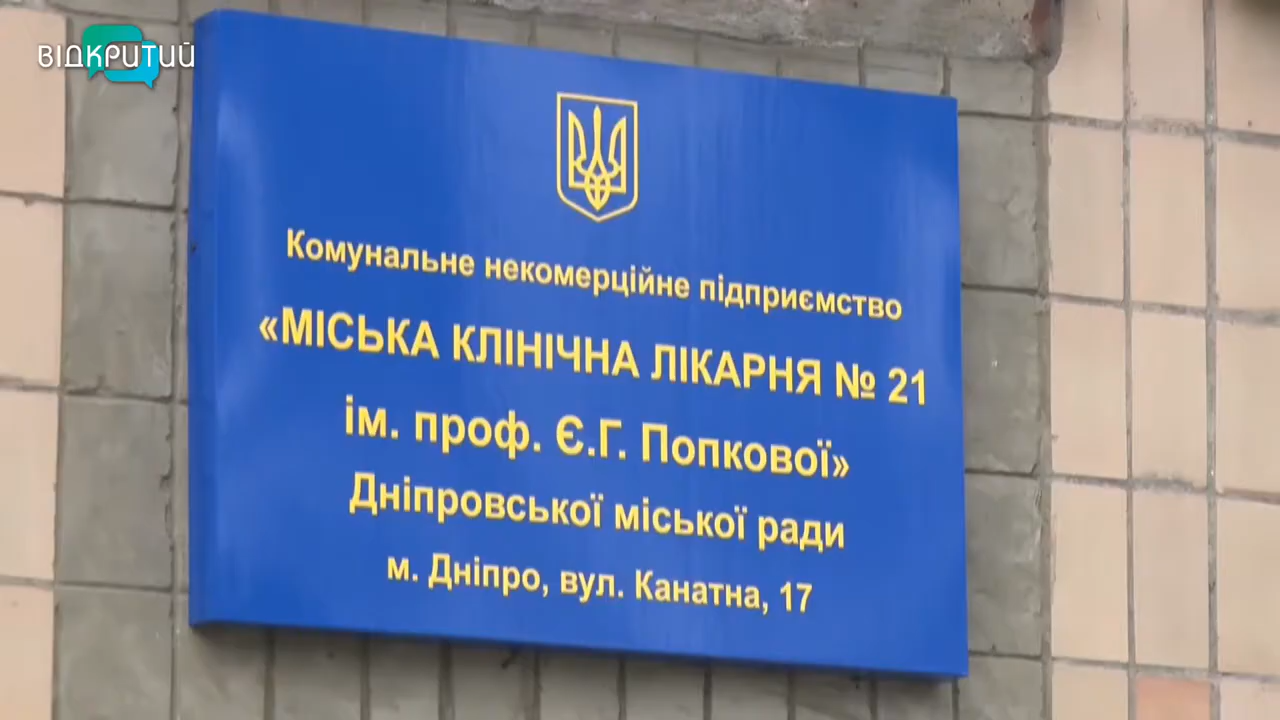 ВІДКРИТИЙ
Комунальне некомерційне підприємство
«МІСЬКА КЛІНІЧНА ЛІКАРНЯ № 21
ім. проф. Є.Г. Попкової»
Дніпровської міської ради
м. Дніпро, вул. Канатна, 17